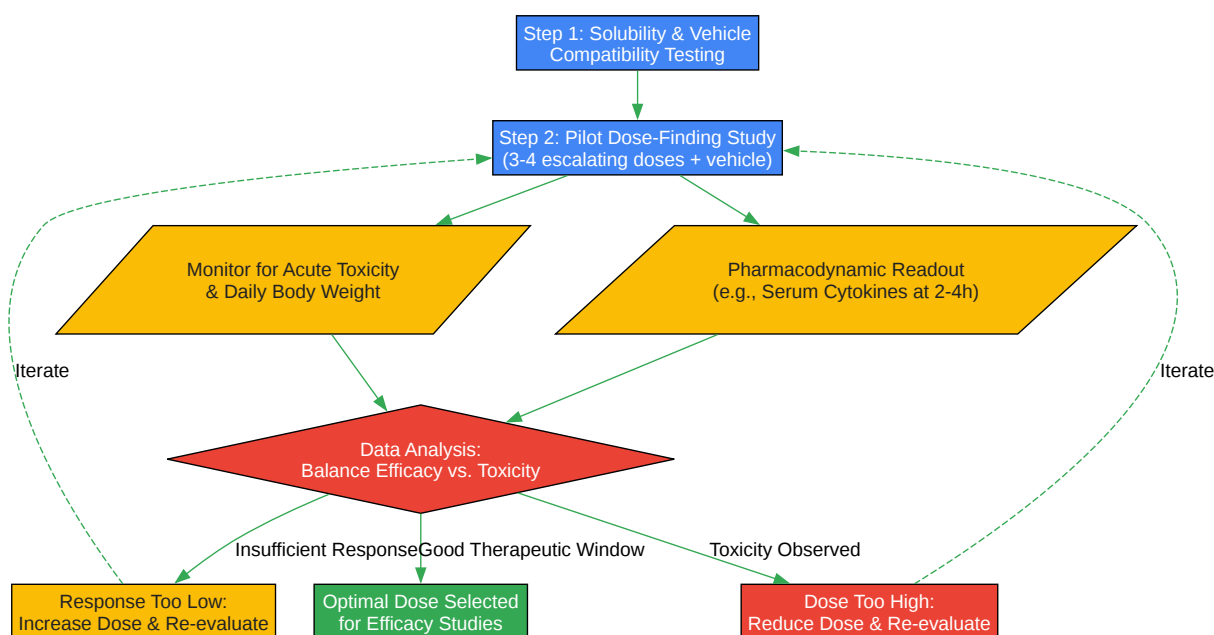 Step 1: Solubility & Vehicle
Compatibility Testing
Step 2: Pilot Dose-Finding Study
(3-4 escalating doses + vehicle)
Monitor for Acute Toxicity
& Daily Body Weight
Pharmacodynamic Readout
(e.g., Serum Cytokines at 2-4h)
Iterate
Iterate
Data Analysis:
Balance Efficacy vs. Toxicity
Insufficient Response
Good Therapeutic Window
Toxicity Observed
Response Too Low:
Increase Dose & Re-evaluate
Optimal Dose Selected
for Efficacy Studies
Dose Too High:
Reduce Dose & Re-evaluate